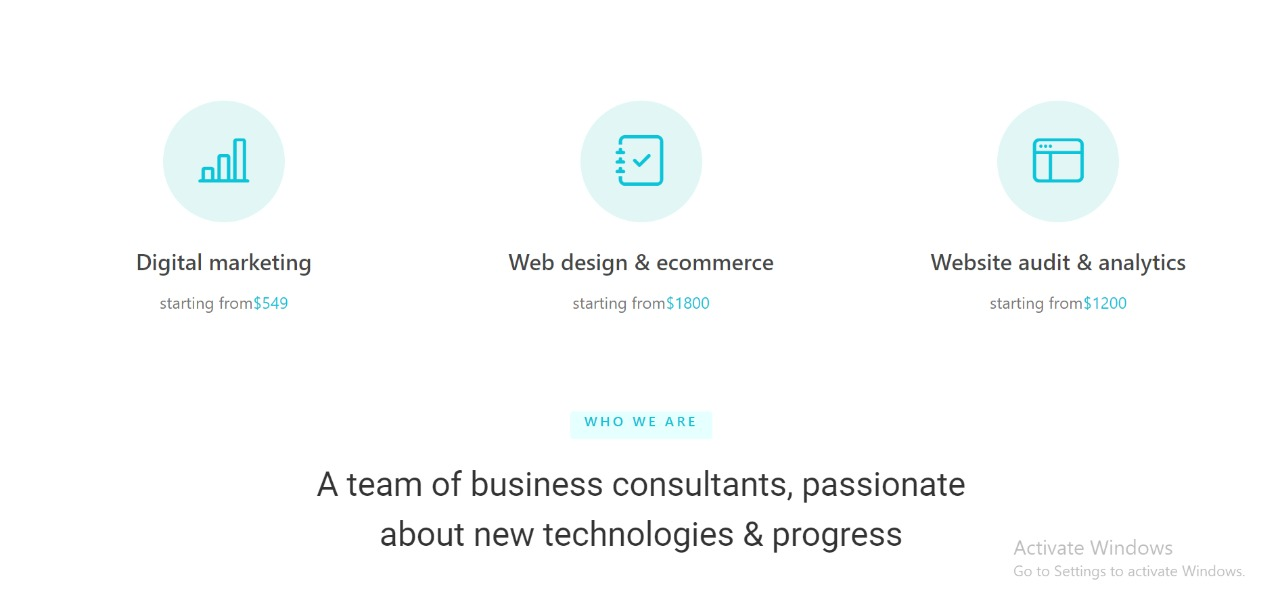 Digital marketing
Web design & ecommerce
Website audit & analytics
starting from$549
starting from$1800
starting from$1200
WHO WE ARE
A team of business consultants, passionate
about new technologies & progress
Activate Windows
Go to Settings to activate Windows.